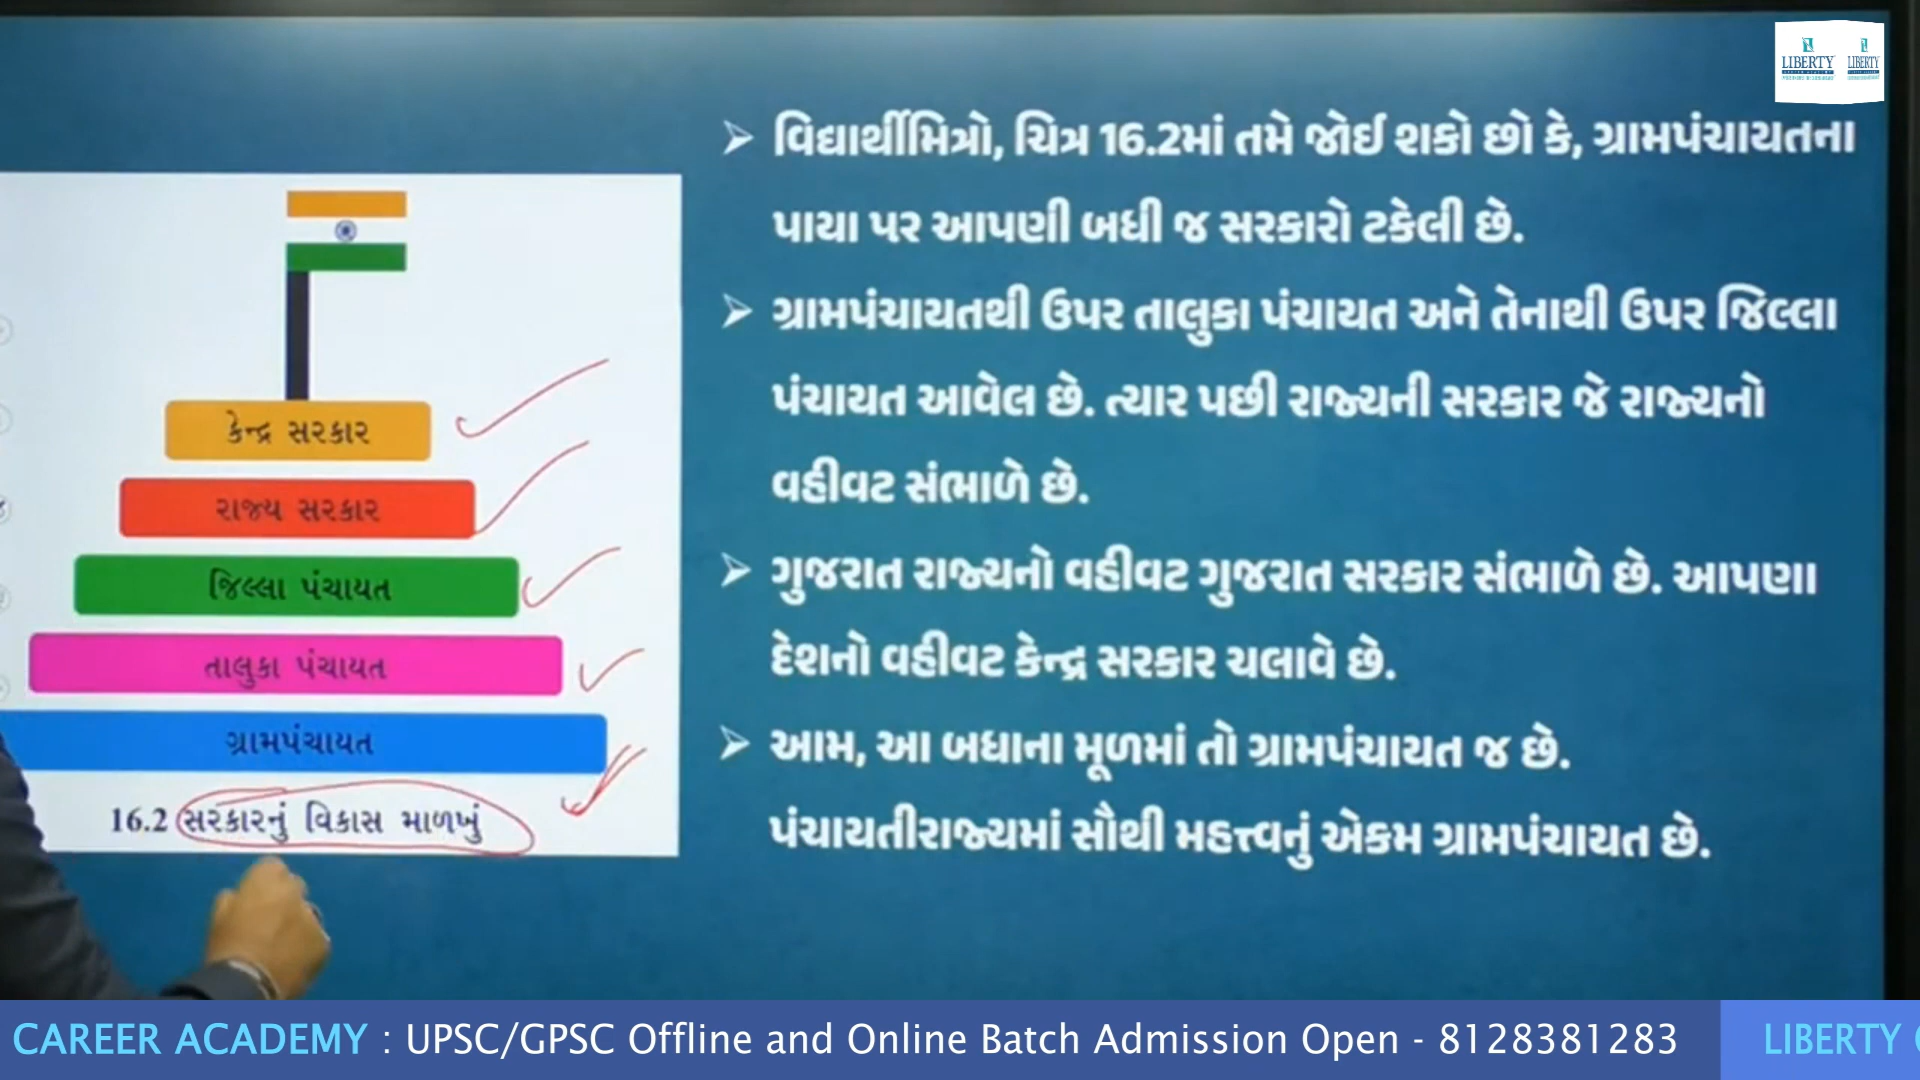 LIBERTY LIBERTY
વિદ્યાર્થીમિત્રો, ચિત્ર 16.2માં તમે જોઈ શકો છો કે, ગ્રામપંચાયતના
પાયા પર આપણી બધી જ સરકારો ટકેલી છે.
ગ્રામપંચાયતથી ઉપર તાલુકા પંચાયત અને તેનાથી ઉપર જિલ્લા
પંચાયત આવેલ છે. ત્યાર પછી રાજ્યની સરકાર જે રાજ્યનો
વહીવટ સંભાળે છે.
ગુજરાત રાજ્યનો વહીવટ ગુજરાત સરકાર સંભાળે છે. આપણા
દેશનો વહીવટ કેન્દ્ર સરકાર ચલાવે છે.
આમ, આ બધાના મૂળમાં તો ગ્રામપંચાયત જ છે.
પંચાયતીરાજ્યમાં સૌથી મહત્ત્વનું એકમ ગ્રામપંચાયત છે.
કેન્દ્ર સરકાર
રાજ્ય સરકાર
જિલ્લા પંચાયત
તાલુકા પંચાયત
ગ્રામપંચાયત
16.2 સરકારનું વિકાસ માળખું
CAREER ACADEMY : UPSC/GPSC Offline and Online Batch Admission Open - 8128381283 LIBERTY